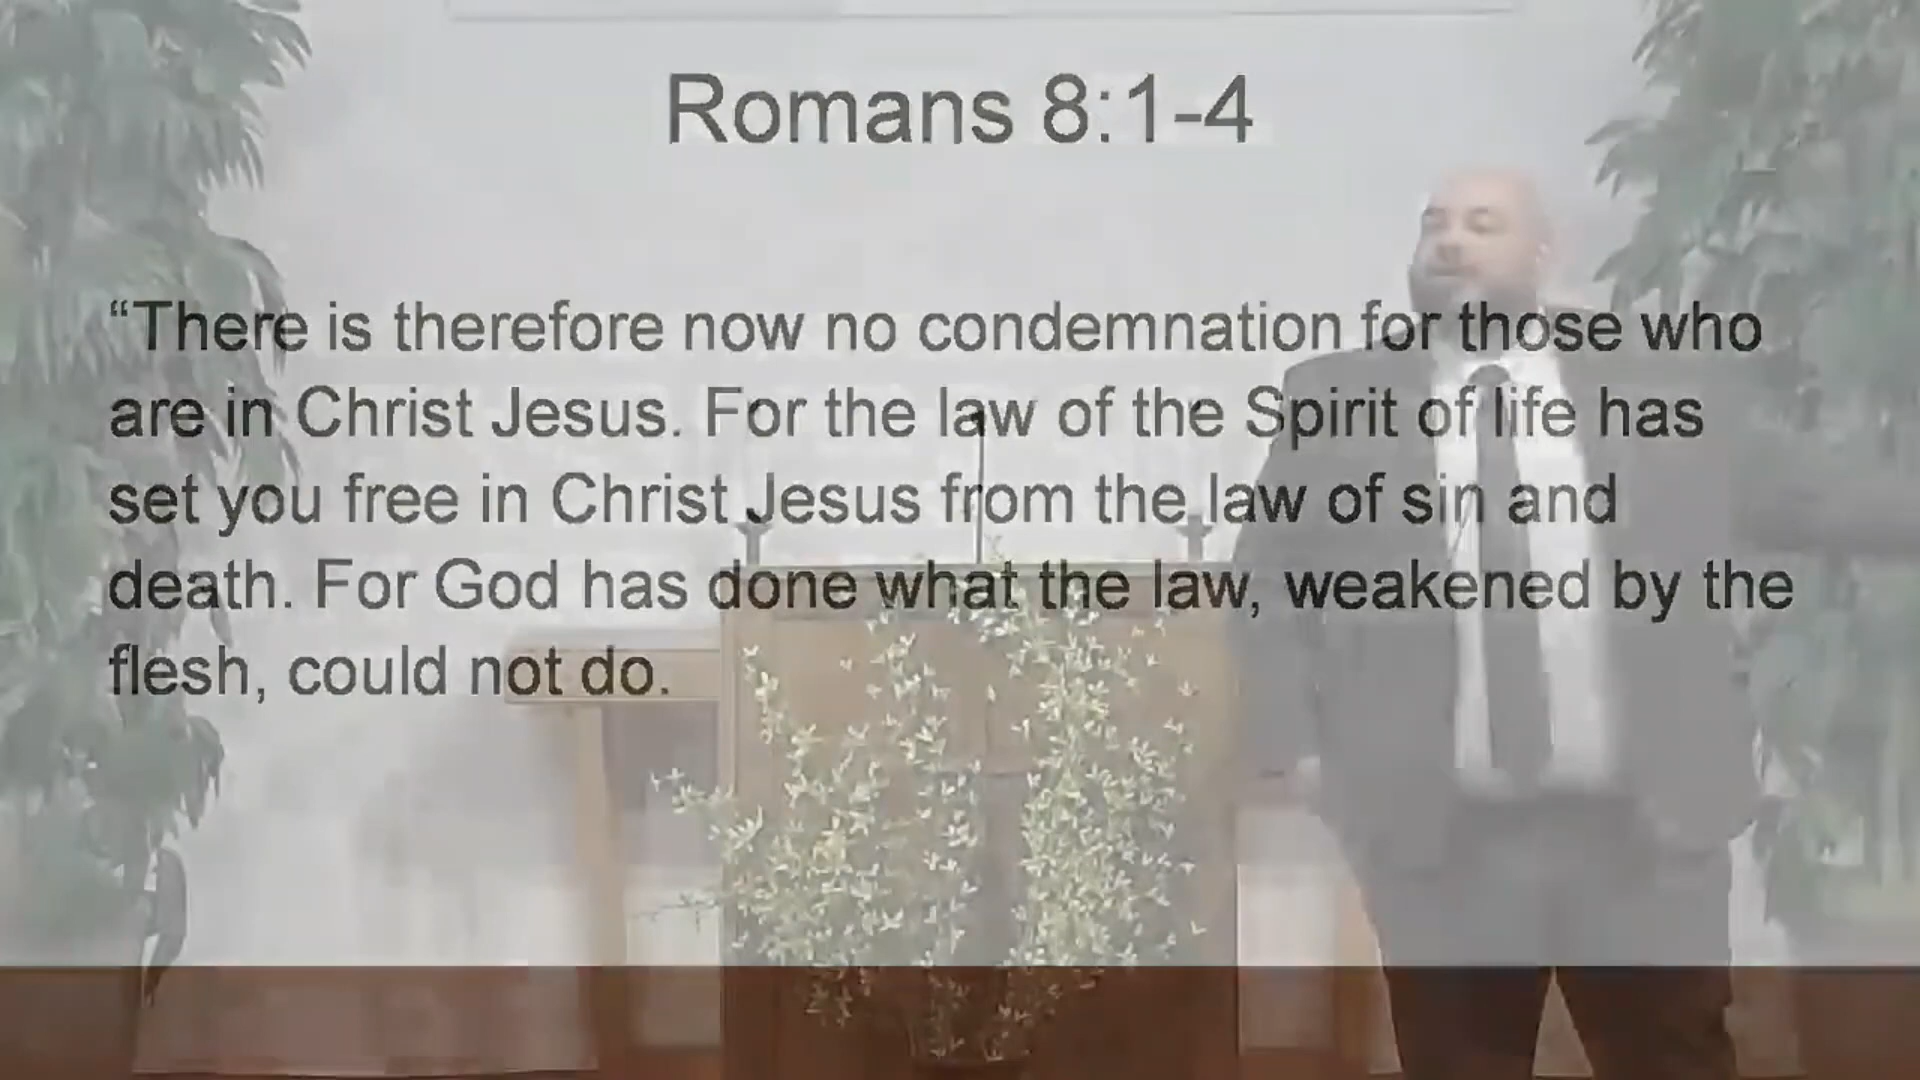 Romans 8:1-4
“There is therefore now no condemnation for those who
are in Christ Jesus. For the law of the Spirit of life has
set you free in Christ Jesus from the law of sin and
death. For God has done what the law, weakened by the
flesh, could not do.